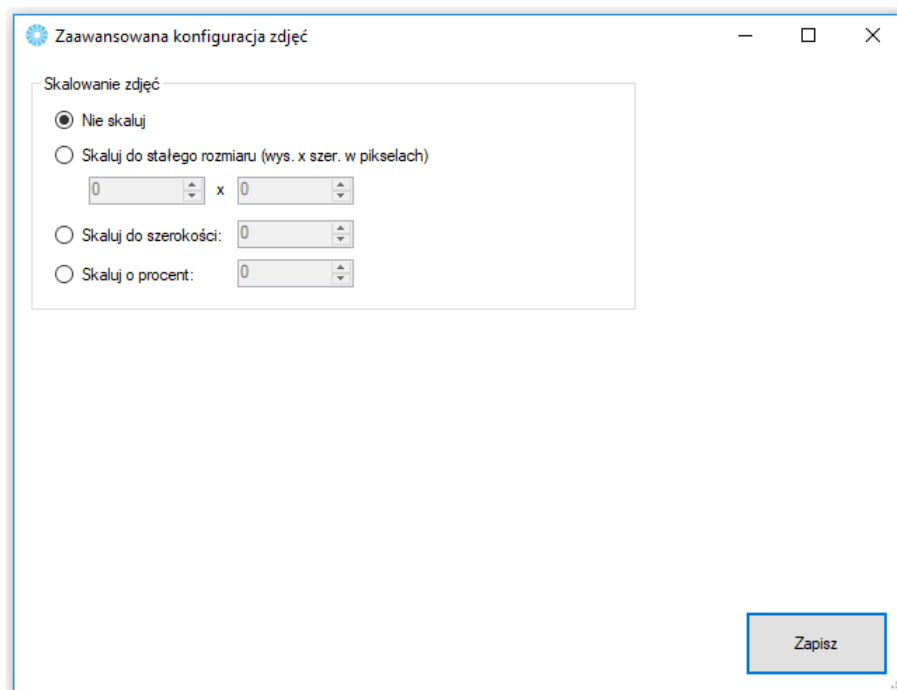 Zaawansowana konfiguracja zdjęć
Skalowanie zdjęć
Nie skaluj
Skaluj do stałego rozmiaru (wys. x szer. w pikselach)
0 x 0
Skaluj do szerokości: 0
Skaluj o procent: 0
Zapisz